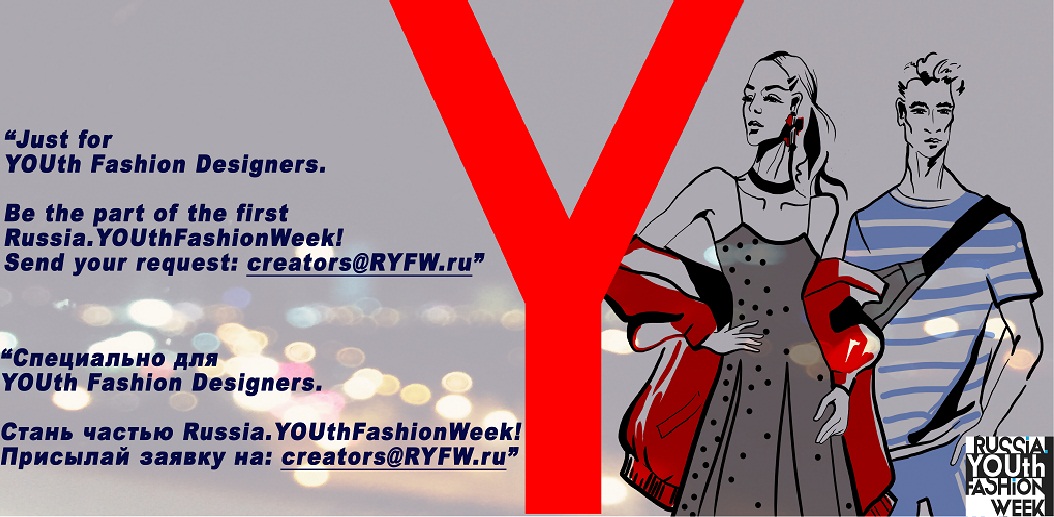 “Just for
YOUth Fashion Designers.
Be the part of the first
Russia.YOUthFashionWeek!
Send your request: creators@RYFW.ru”
“Специально для
YOUth Fashion Designers.
Стань частью Russia.YOUthFashionWeek!
Присылай заявку на: creators@RYFW.ru”
Y
RUSSiA.
YOUth
FASHiON
WEEK